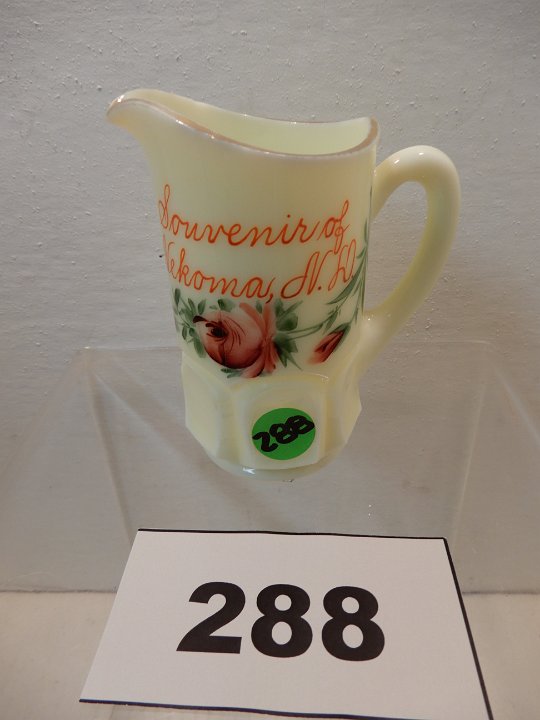 Souvenir of
Nekoma, N. D.
288
288